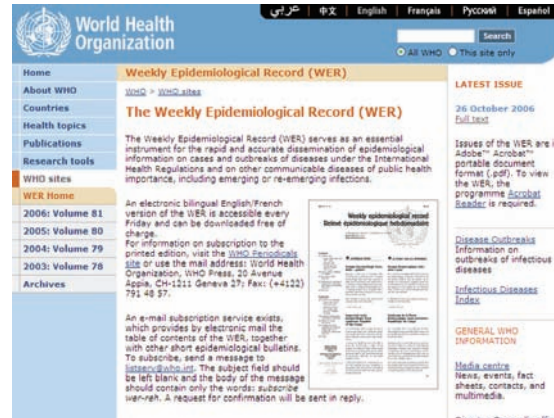 عربي 中文 English Français Русский Español
World Health
Organization
Search
All WHO This site only
Home
About WHO
Countries
Health topics
Publications
Research tools
WHO sites
WER Home
2006: Volume 81
2005: Volume 80
2004: Volume 79
2003: Volume 78
Archives
Weekly Epidemiological Record (WER)
WHO > WHO sites
The Weekly Epidemiological Record (WER)
The Weekly Epidemiological Record (WER) serves as an essential
instrument for the rapid and accurate dissemination of epidemiological
information on cases and outbreaks of diseases under the International
Health Regulations and on other communicable diseases of public health
importance, including emerging or re-emerging infections.
An electronic bilingual English/French
version of the WER is accessible every
Friday and can be downloaded free of
charge.
For information on subscription to the
printed edition, visit the WHO Periodicals
site or use the mail address: World Health
Organization, WHO Press, 20 Avenue
Appia, CH-1211 Geneva 27; Fax: (+4122)
791 48 57.
An e-mail subscription service exists,
which provides by electronic mail the
table of contents of the WER, together
with other short epidemiological bulletins.
To subscribe, send a message to
listserv@who.int. The subject field should
be left blank and the body of the message
should contain only the words: subscribe
wer-reh. A request for confirmation will be sent in reply.
Weekly epidemiological record
Relevé épidémiologique hebdomadaire
LATEST ISSUE
26 October 2006
Full text
Issues of the WER are i
Adobe™ Acrobat™
portable document
format (.pdf). To view
the WER, the
programme Acrobat
Reader is required.
Disease Outbreaks
Information on
outbreaks of infectious
diseases
Infectious Diseases
Index
GENERAL WHO
INFORMATION
Media centre
News, events, fact
sheets, contacts, and
multimedia.